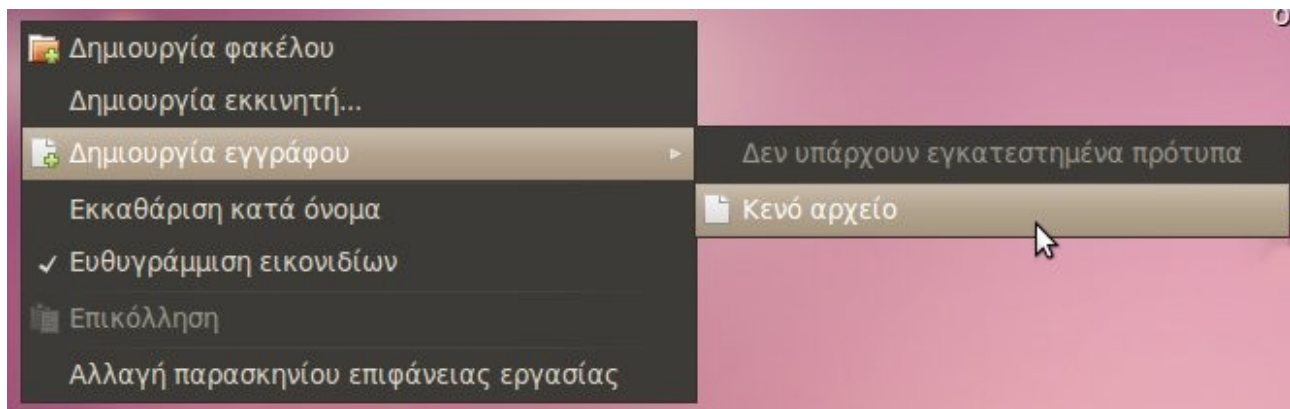 Δημιουργία φακέλου
Δημιουργία εκκινητή...
Δημιουργία εγγράφου
Δεν υπάρχουν εγκατεστημένα πρότυπα
Εκκαθάριση κατά όνομα
Κενό αρχείο
Ευθυγράμμιση εικονιδίων
Επικόλληση
Αλλαγή παρασκηνίου επιφάνειας εργασίας